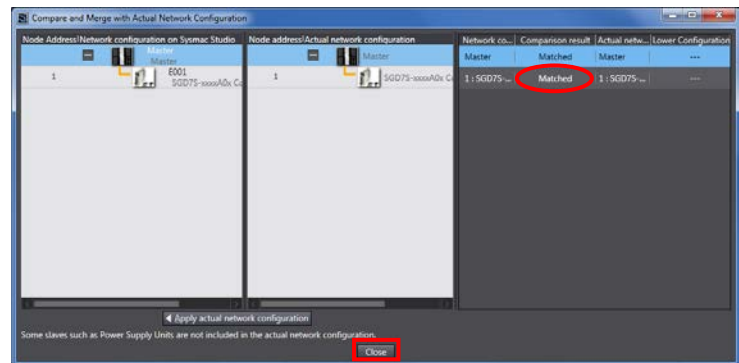 Compare and Merge with Actual Network Configuration
Node Address|Network configuration on Sysmac Studio
Master
Master
1
E001
SGD7S-xxxxA0x Co
Node address|Actual network configuration
Master
1
SGD7S-xxxxA0x Co
Network co... Comparison result Actual netw... Lower Configuration
Master Matched Master ---
1 : SGD7S-... Matched 1 : SGD7S-... ---
Apply actual network configuration
Some slaves such as Power Supply Units are not included in the actual network configuration.
Close